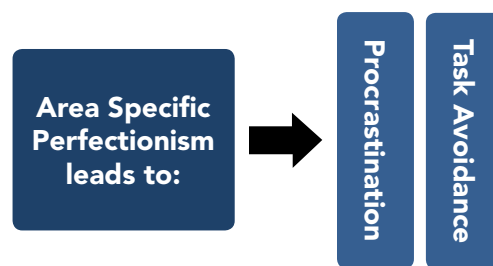 Area Specific
Perfectionism
leads to:
Procrastination
Task Avoidance